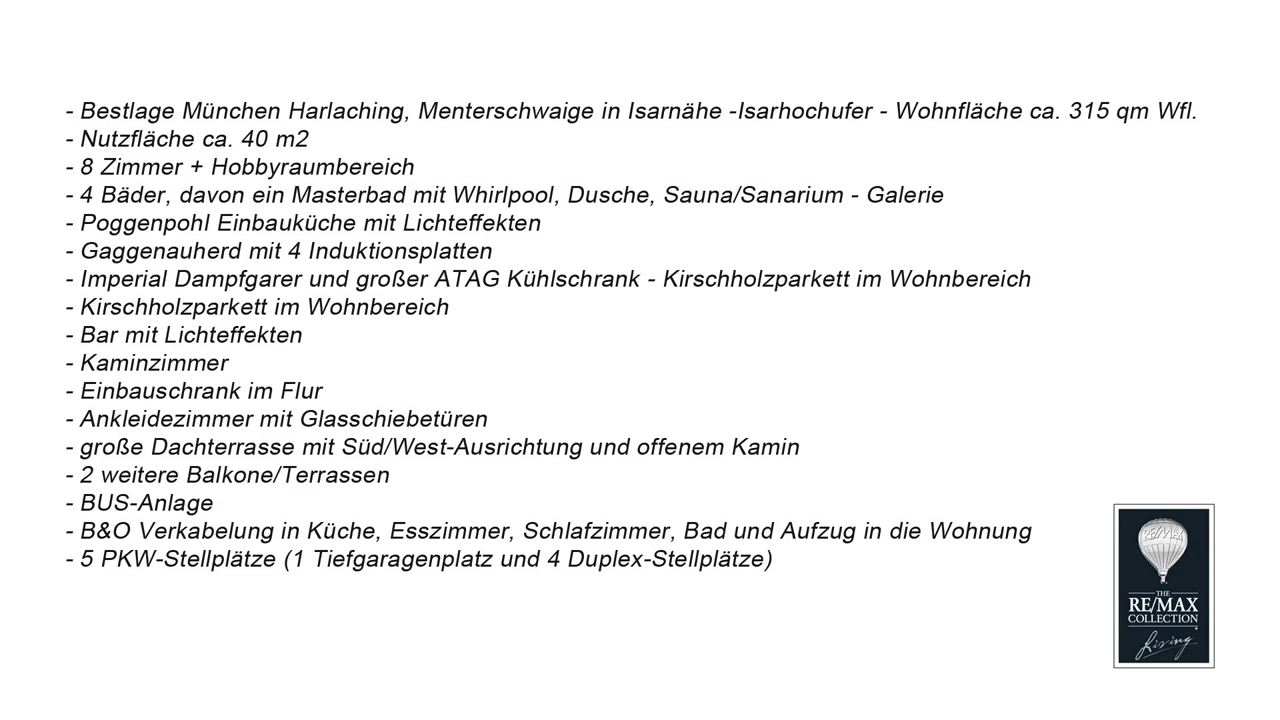 - Bestlage München Harlaching, Menterschwaige in Isarnähe -Isarhochufer - Wohnfläche ca. 315 qm Wfl.
- Nutzfläche ca. 40 m2
- 8 Zimmer + Hobbyraumbereich
- 4 Bäder, davon ein Masterbad mit Whirlpool, Dusche, Sauna/Sanarium - Galerie
- Poggenpohl Einbauküche mit Lichteffekten
- Gaggenauherd mit 4 Induktionsplatten
- Imperial Dampfgarer und großer ATAG Kühlschrank - Kirschholzparkett im Wohnbereich
- Kirschholzparkett im Wohnbereich
- Bar mit Lichteffekten
- Kaminzimmer
- Einbauschrank im Flur
- Ankleidezimmer mit Glasschiebetüren
- große Dachterrasse mit Süd/West-Ausrichtung und offenem Kamin
- 2 weitere Balkone/Terrassen
- BUS-Anlage
- B&O Verkabelung in Küche, Esszimmer, Schlafzimmer, Bad und Aufzug in die Wohnung
- 5 PKW-Stellplätze (1 Tiefgaragenplatz und 4 Duplex-Stellplätze)
RE/MAX
THE
RE/MAX
COLLECTION
Living